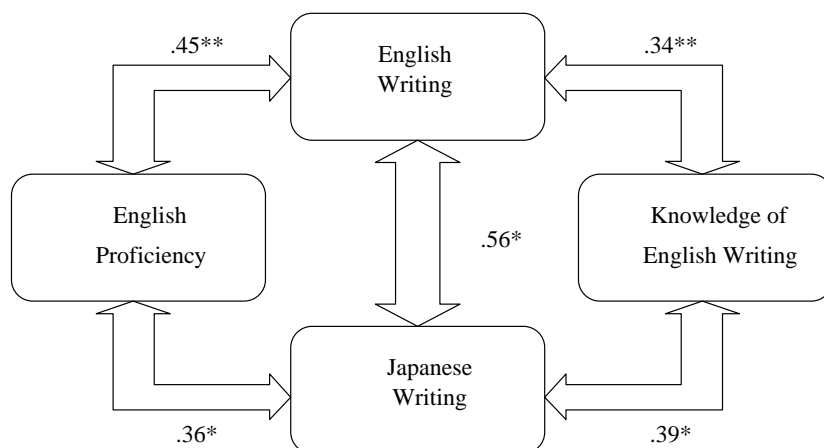 .45**
English
Writing
.34**
English
Proficiency
.56*
Knowledge of
English Writing
Japanese
Writing
.36*
.39*